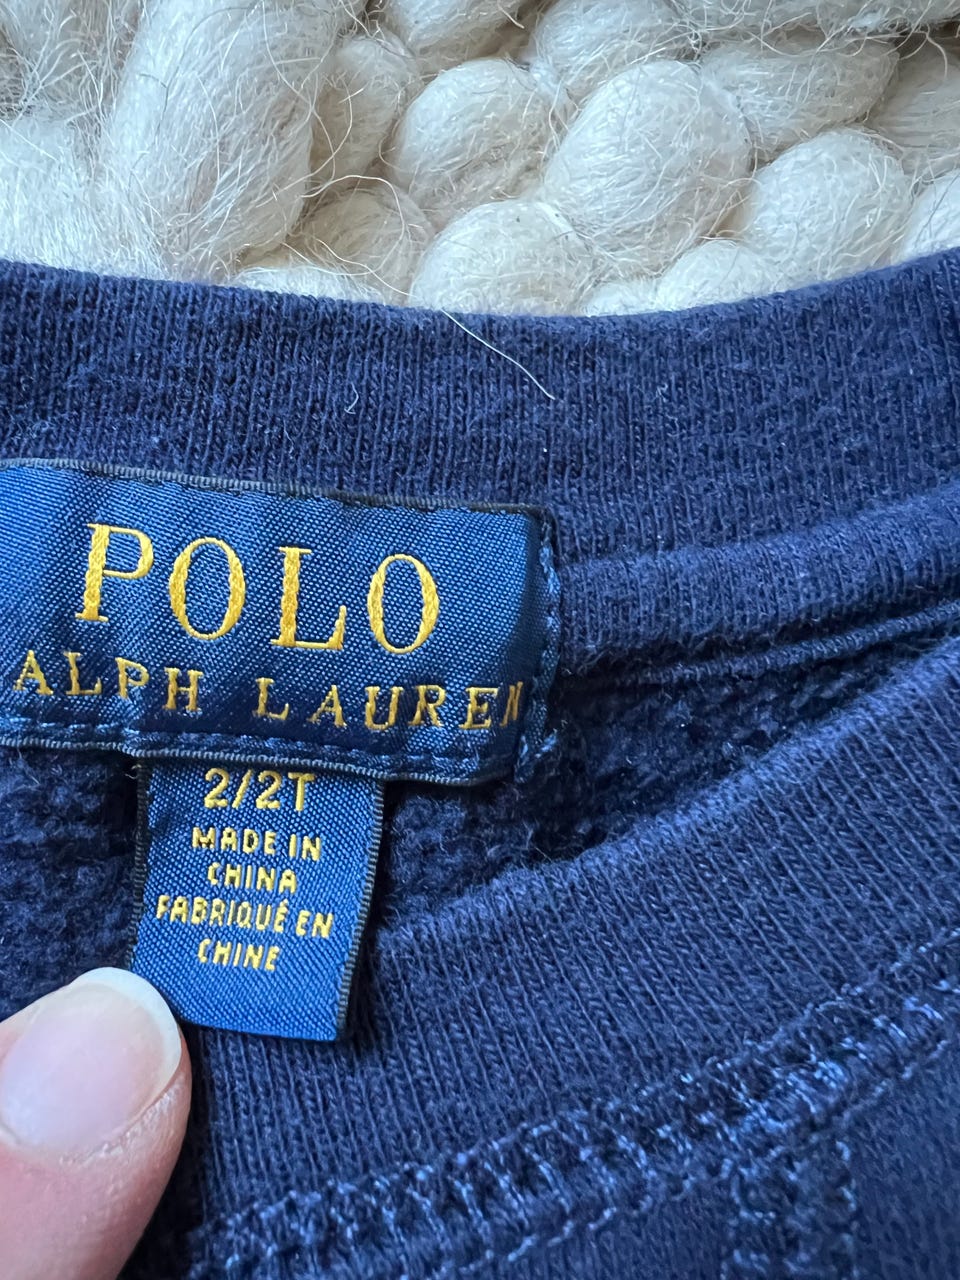 POLO
ALPH LAUREN
2/2T
MADE IN
CHINA
FABRIQUÉ EN
CHINE